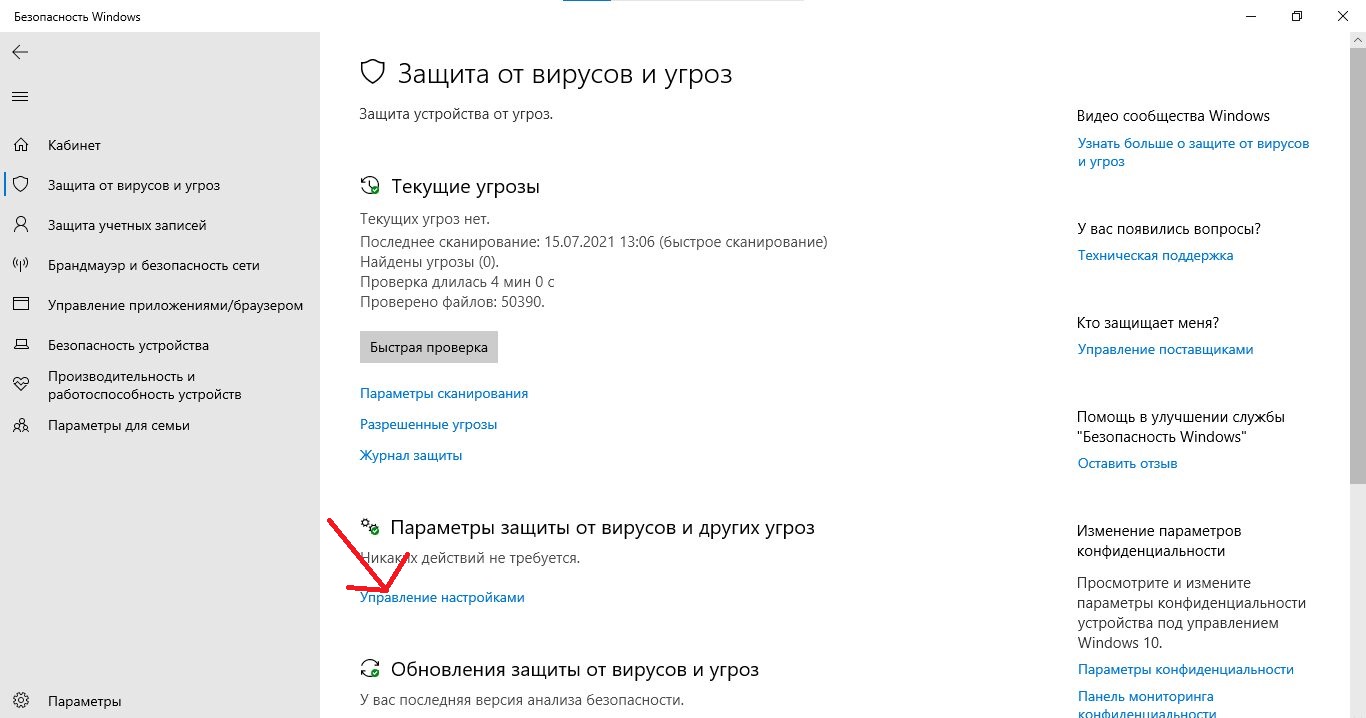 Безопасность Windows
Кабинет
Защита от вирусов и угроз
Защита учетных записей
Брандмауэр и безопасность сети
Управление приложениями/браузером
Безопасность устройства
Производительность и
работоспособность устройств
Параметры для семьи
Параметры
Защита от вирусов и угроз
Защита устройства от угроз.
Текущие угрозы
Текущих угроз нет.
Последнее сканирование: 15.07.2021 13:06 (быстрое сканирование)
Найдены угрозы (0).
Проверка длилась 4 мин 0 с
Проверено файлов: 50390.
Быстрая проверка
Параметры сканирования
Разрешенные угрозы
Журнал защиты
Параметры защиты от вирусов и других угроз
Никаких действий не требуется.
Управление настройками
Обновления защиты от вирусов и угроз
У вас последняя версия анализа безопасности.
Видео сообщества Windows
Узнать больше о защите от вирусов
и угроз
У вас появились вопросы?
Техническая поддержка
Кто защищает меня?
Управление поставщиками
Помощь в улучшении службы
"Безопасность Windows"
Оставить отзыв
Изменение параметров
конфиденциальности
Просмотрите и измените
параметры конфиденциальности
устройства под управлением
Windows 10.
Параметры конфиденциальности
Панель мониторинга
конфиденциальности